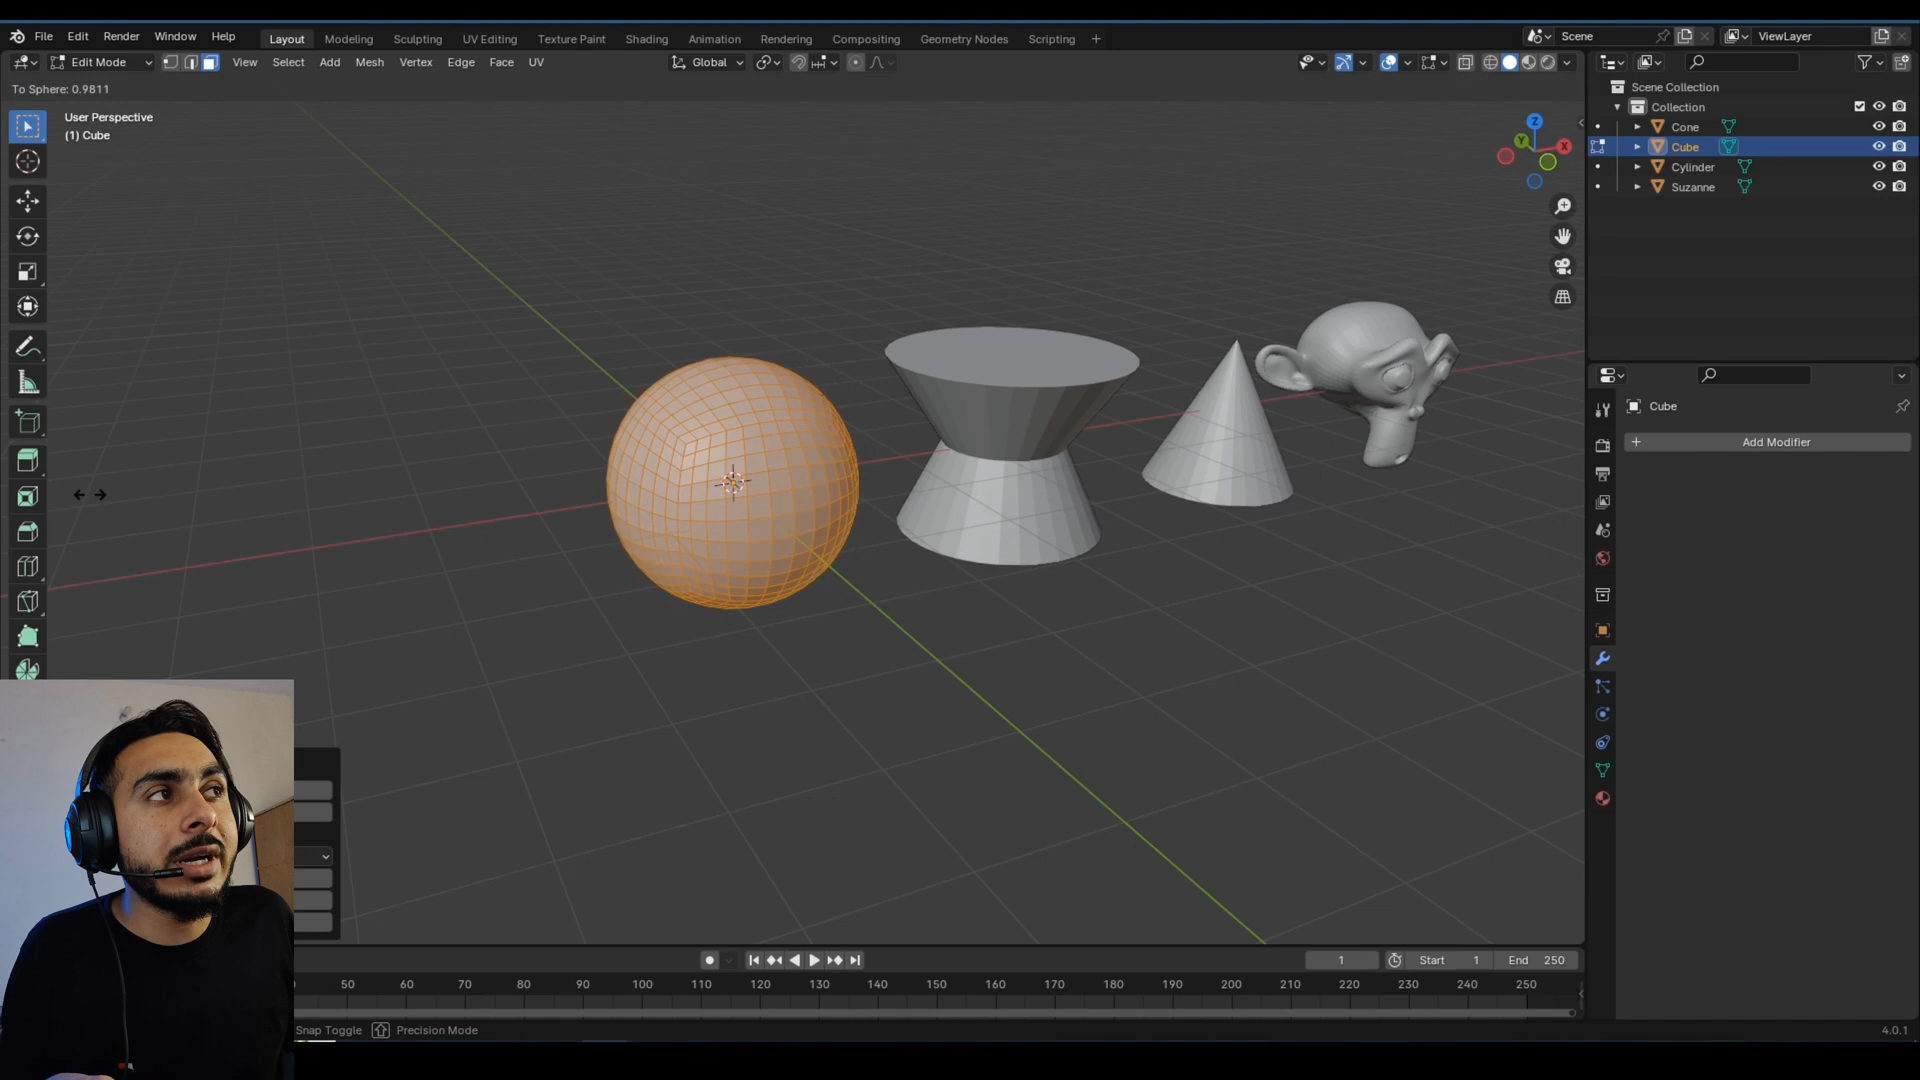 File Edit Render Window Help Layout Modeling Sculpting UV Editing Texture Paint Shading Animation Rendering Compositing Geometry Nodes Scripting + Scene ViewLayer
Edit Mode View Select Add Mesh Vertex Edge Face UV Global
To Sphere: 0.9811
User Perspective
(1) Cube
Z
Y
X
Scene Collection
Collection
Cone
Cube
Cylinder
Suzanne
Cube
+ Add Modifier
1 Start 1 End 250
50 60 70 80 90 100 110 120 130 140 150 160 170 180 190 200 210 220 230 240 250
Snap Toggle Precision Mode
4.0.1